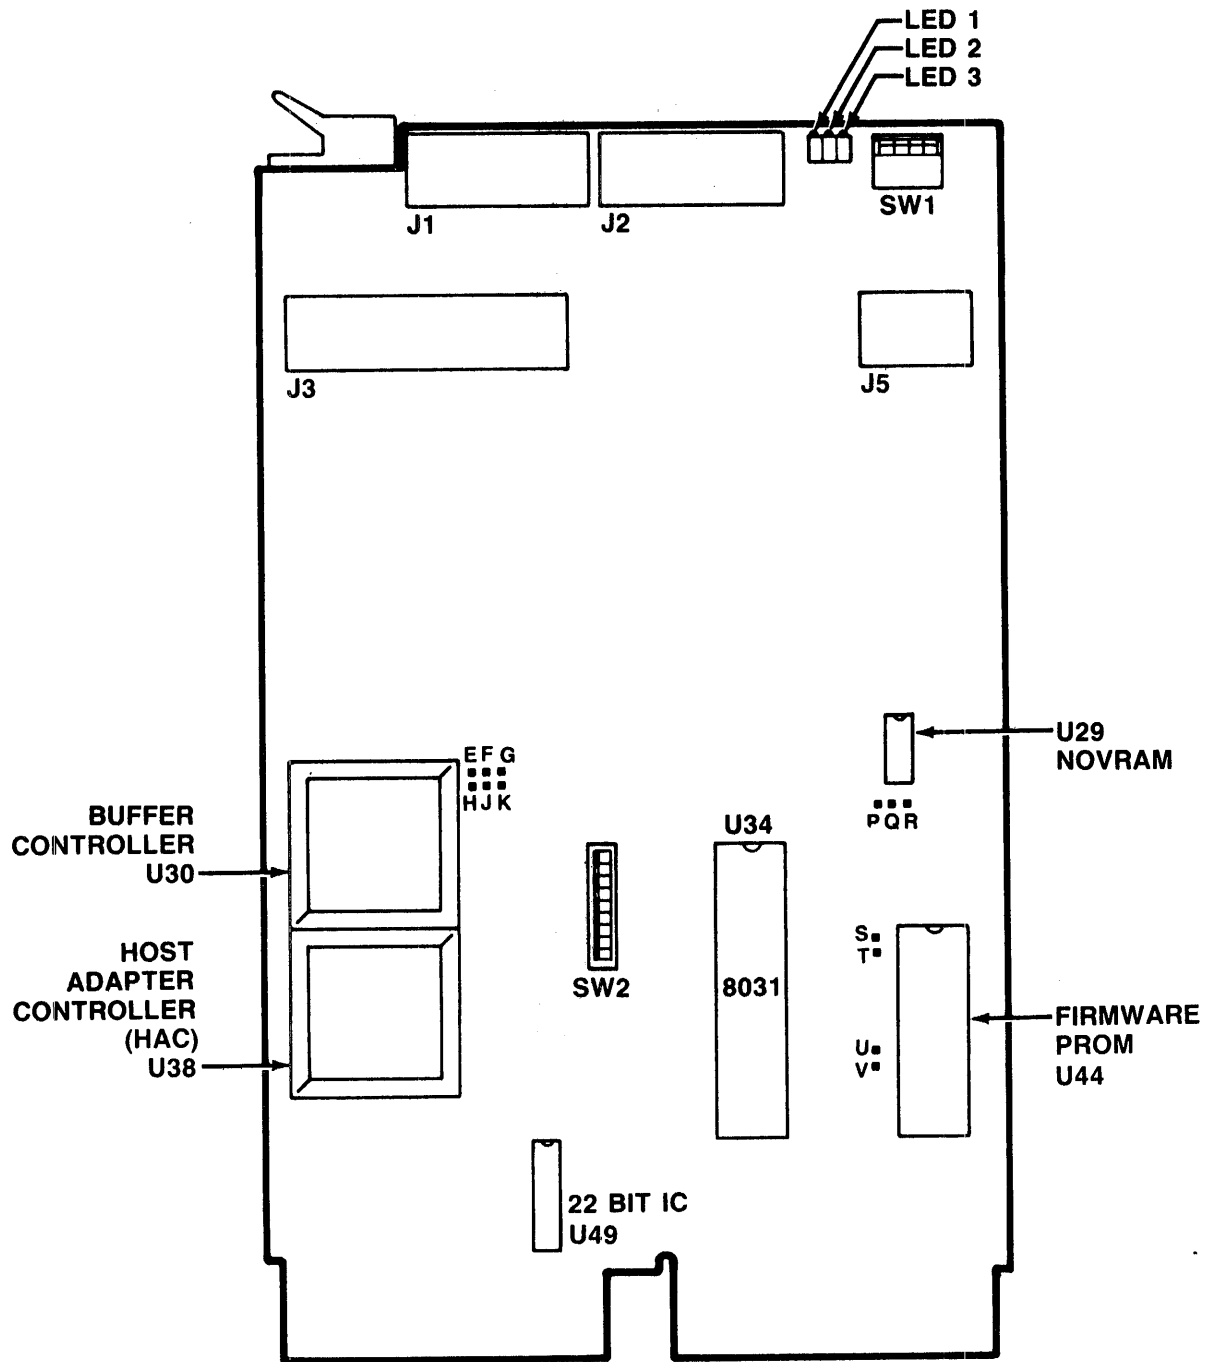 LED 1
LED 2
LED 3
SW1
J1
J2
J3
J5
U29
NOVRAM
E F G
H J K
P Q R
BUFFER
CONTROLLER
U30
U34
8031
HOST
ADAPTER
CONTROLLER
(HAC)
U38
SW2
S
T
U
V
FIRMWARE
PROM
U44
22 BIT IC
U49